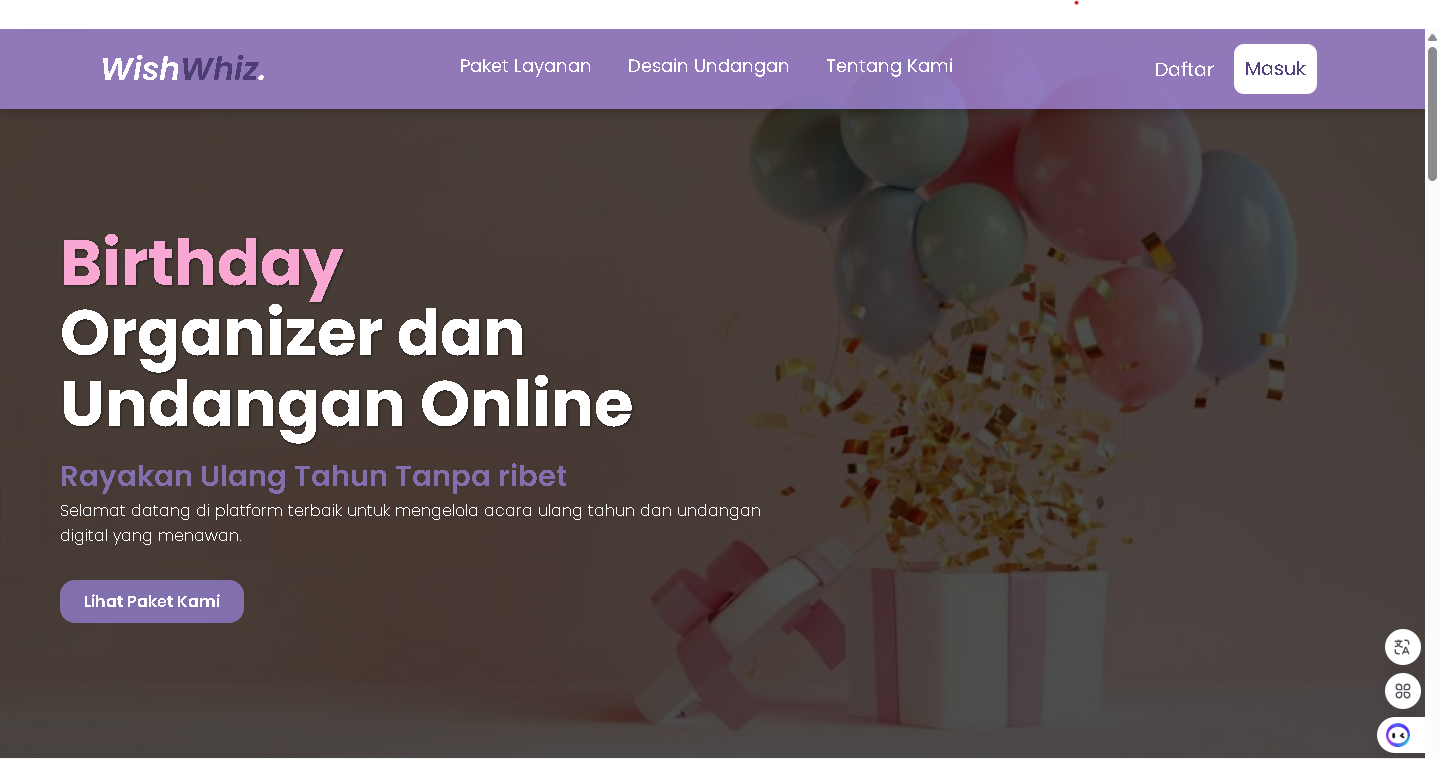 WishWhiz.
Paket Layanan
Desain Undangan
Tentang Kami
Daftar
Masuk
Birthday
Organizer dan
Undangan Online
Rayakan Ulang Tahun Tanpa ribet
Selamat datang di platform terbaik untuk mengelola acara ulang tahun dan undangan
digital yang menawan.
Lihat Paket Kami